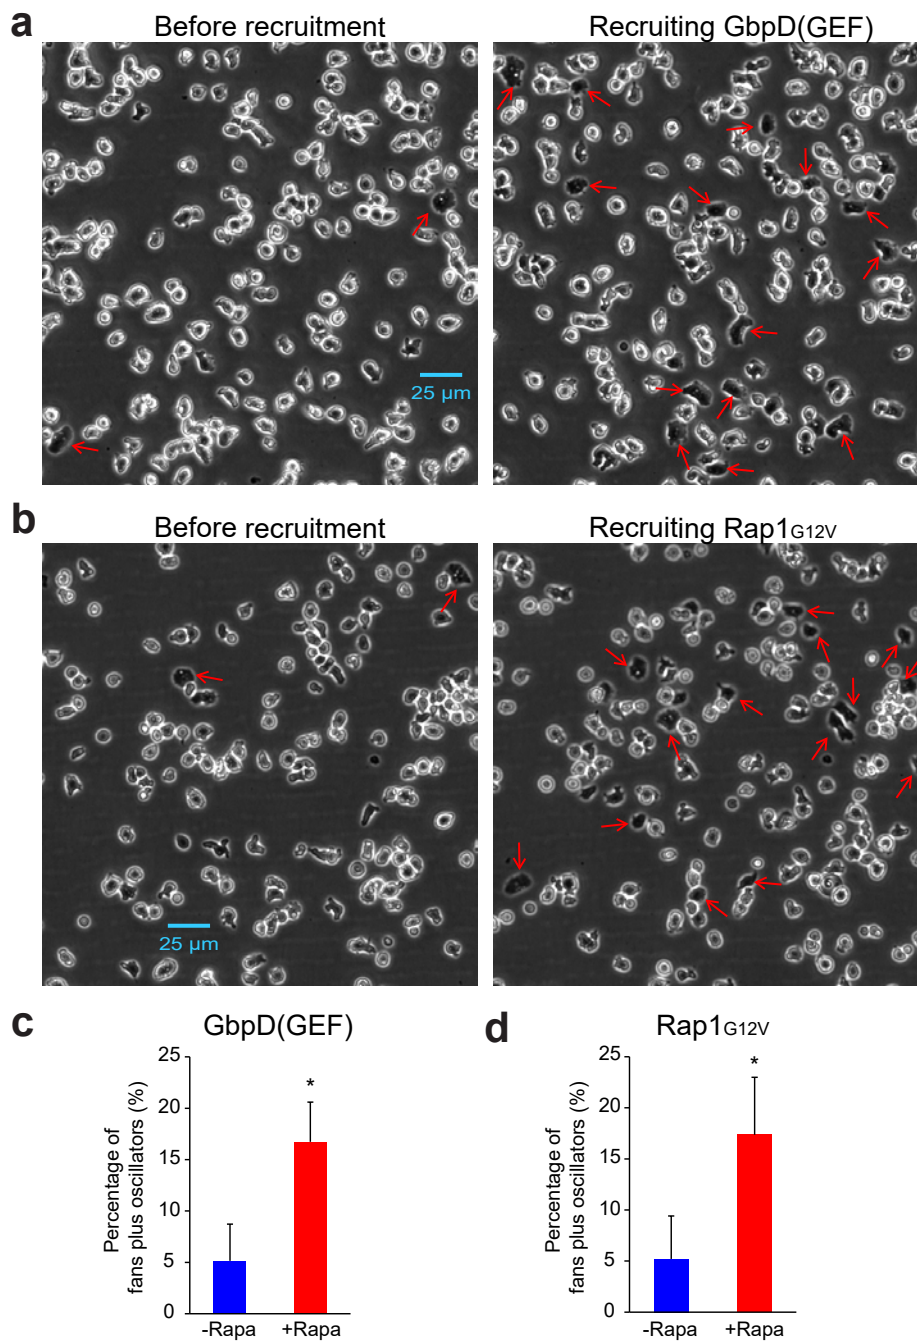 a
Before recruitment
Recruiting GbpD(GEF)
25 µm
b
Before recruitment
Recruiting Rap1G12V
25 µm
c
GbpD(GEF)
Percentage of
fans plus oscillators (%)
25
20
15
10
5
0
*
-Rapa
+Rapa
d
Rap1G12V
Percentage of
fans plus oscillators (%)
25
20
15
10
5
0
*
-Rapa
+Rapa